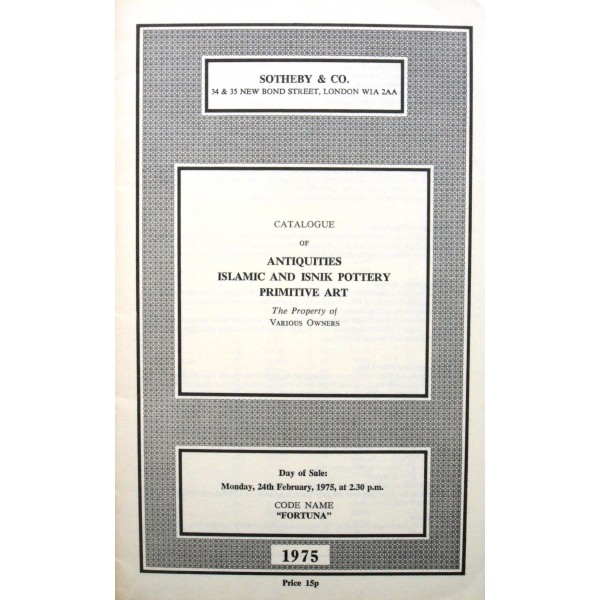 SOTHEBY & CO.
34 & 35 NEW BOND STREET, LONDON W1A 2AA
CATALOGUE
OF
ANTIQUITIES
ISLAMIC AND ISNIK POTTERY
PRIMITIVE ART
The Property of
VARIOUS OWNERS
Day of Sale:
Monday, 24th February, 1975, at 2.30 p.m.
CODE NAME
"FORTUNA"
1975
Price 15p